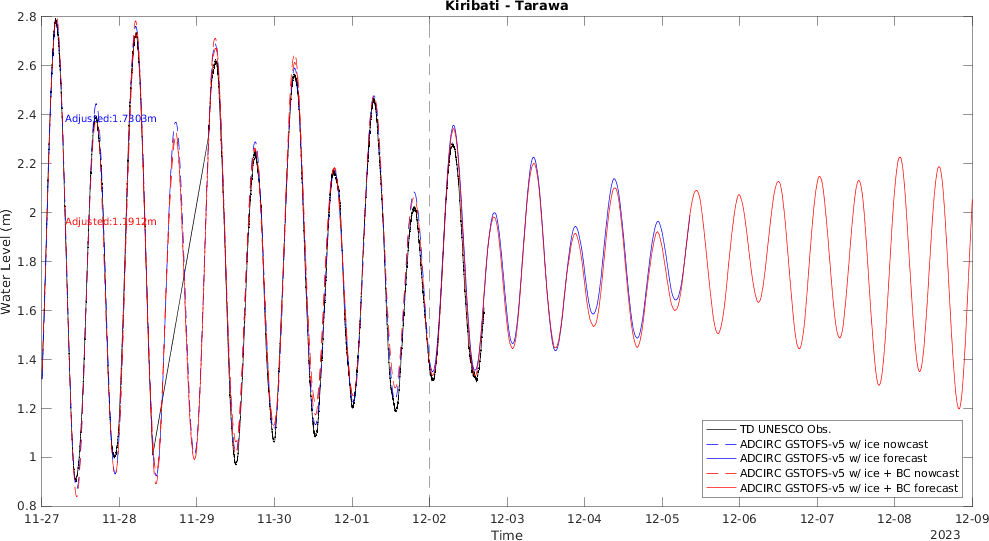 Kiribati - Tarawa
2.8
2.6
2.4
2.2
2
1.8
1.6
1.4
1.2
1
0.8
Water Level (m)
Adjusted:1.7303m
Adjusted:1.1912m
TD UNESCO Obs.
ADCIRC GSTOFS-v5 w/ ice nowcast
ADCIRC GSTOFS-v5 w/ ice forecast
ADCIRC GSTOFS-v5 w/ ice + BC nowcast
ADCIRC GSTOFS-v5 w/ ice + BC forecast
11-27 11-28 11-29 11-30 12-01 12-02 12-03 12-04 12-05 12-06 12-07 12-08 12-09
Time
2023